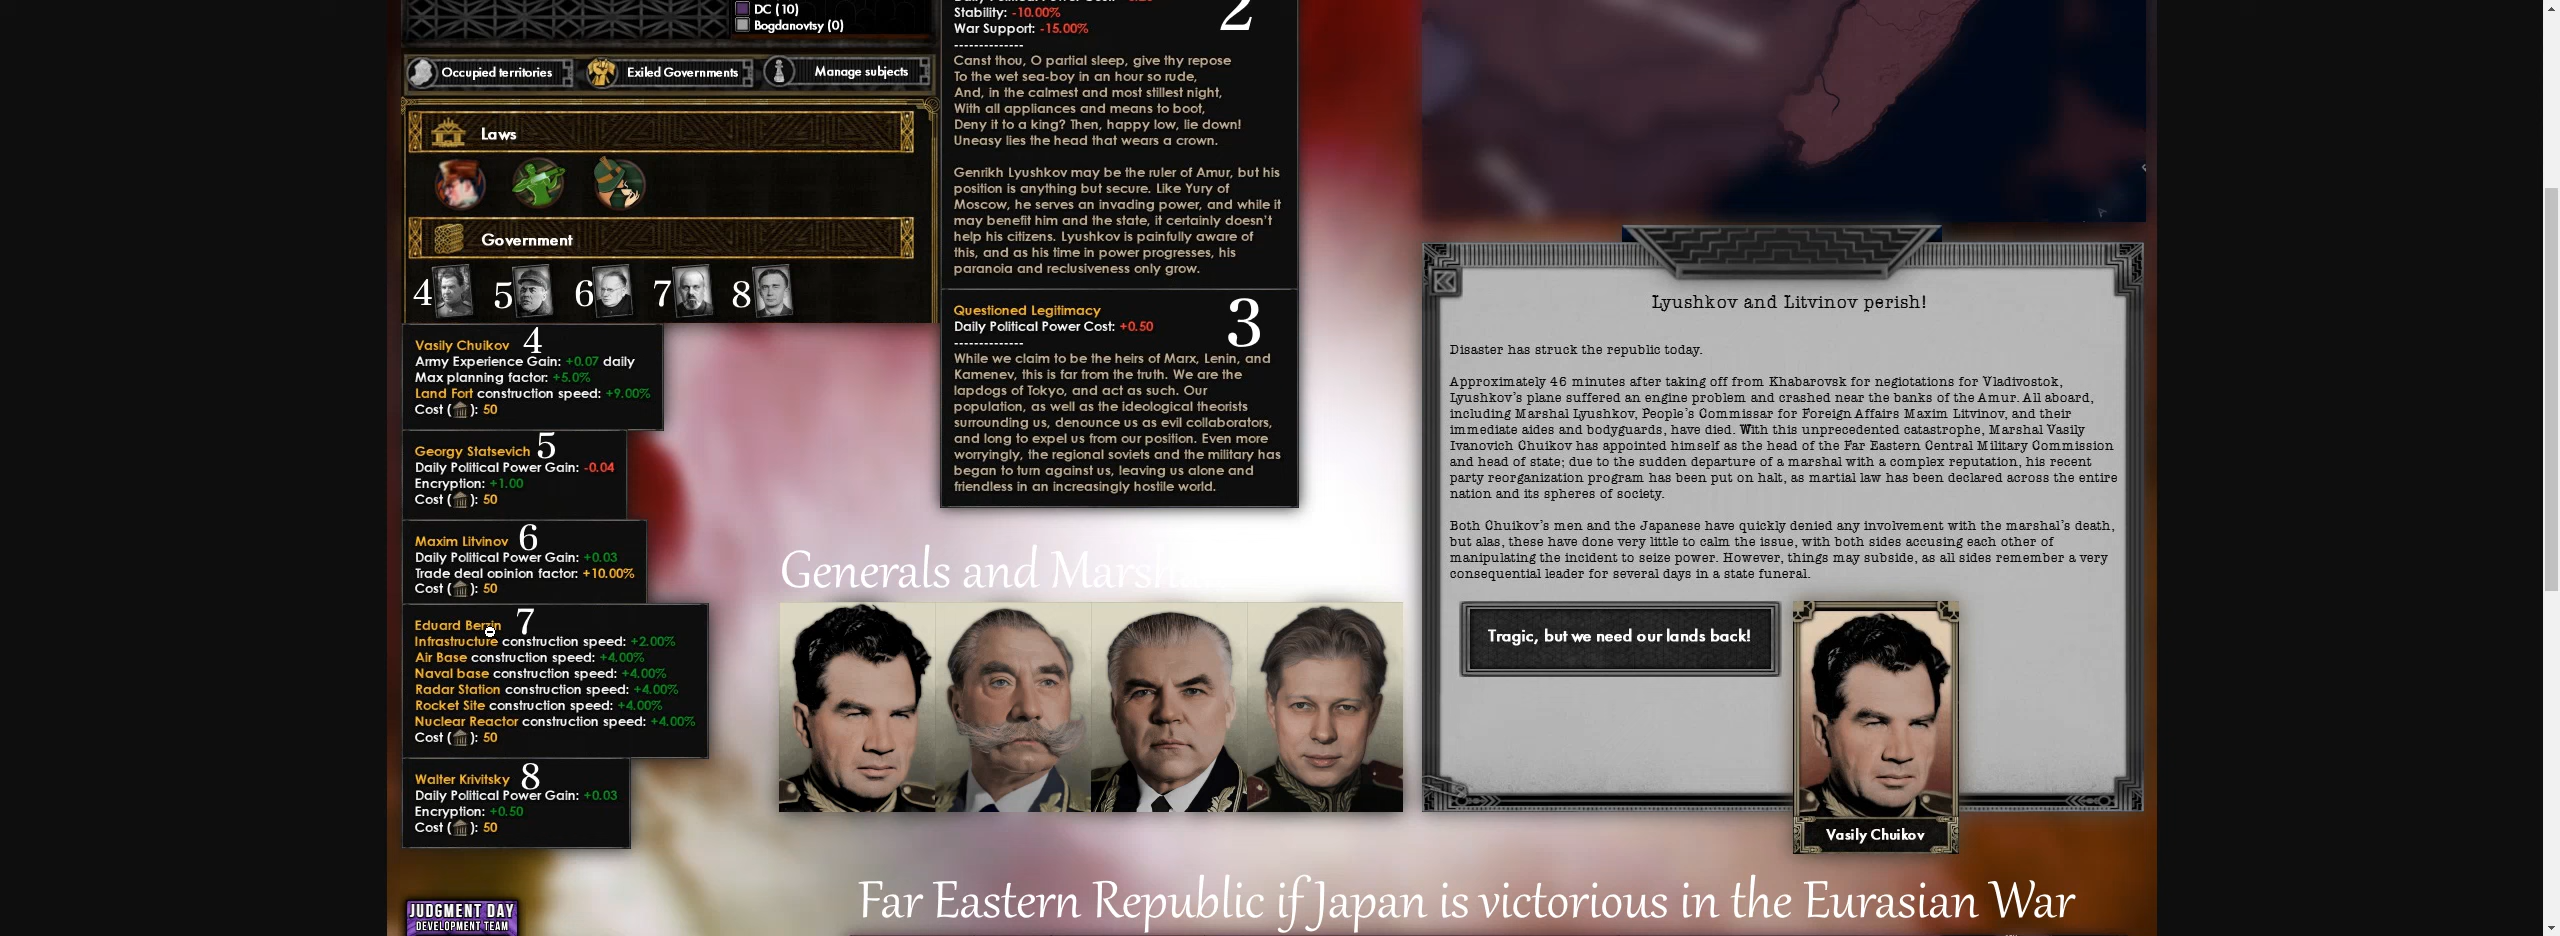 DC (10)
Bogdanovtsy (0)
Occupied territories
Exiled Governments
Manage subjects
Laws
Government
4
5
6
7
8
Vasily Chuikov 4
Army Experience Gain: +0.07 daily
Max planning factor: +5.0%
Land Fort construction speed: +9.00%
Cost ( ): 50
Georgy Statsevich 5
Daily Political Power Gain: -0.04
Encryption: +1.00
Cost ( ): 50
Maxim Litvinov 6
Daily Political Power Gain: +0.03
Trade deal opinion factor: +10.00%
Cost ( ): 50
Eduard Berzin 7
Infrastructure construction speed: +2.00%
Air Base construction speed: +4.00%
Naval base construction speed: +4.00%
Radar Station construction speed: +4.00%
Rocket Site construction speed: +4.00%
Nuclear Reactor construction speed: +4.00%
Cost ( ): 50
Walter Krivitsky 8
Daily Political Power Gain: +0.03
Encryption: +0.50
Cost ( ): 50
JUDGMENT DAY
DEVELOPMENT TEAM
2
Stability: -10.00%
War Support: -15.00%
--------------
Canst thou, O partial sleep, give thy repose
To the wet sea-boy in an hour so rude,
And, in the calmest and most stillest night,
With all appliances and means to boot,
Deny it to a king? Then, happy low, lie down!
Uneasy lies the head that wears a crown.
Genrikh Lyushkov may be the ruler of Amur, but his
position is anything but secure. Like Yury of
Moscow, he serves an invading power, and while it
may benefit him and the state, it certainly doesn't
help his citizens. Lyushkov is painfully aware of
this, and as his time in power progresses, his
paranoia and reclusiveness only grow.
Questioned Legitimacy 3
Daily Political Power Cost: +0.50
--------------
While we claim to be the heirs of Marx, Lenin, and
Kamenev, this is far from the truth. We are the
lapdogs of Tokyo, and act as such. Our
population, as well as the ideological theorists
surrounding us, denounce us as evil collaborators,
and long to expel us from our position. Even more
worryingly, the regional soviets and the military has
began to turn against us, leaving us alone and
friendless in an increasingly hostile world.
Generals and Marsh
Lyushkov and Litvinov perish!
Disaster has struck the republic today.
Approximately 46 minutes after taking off from Khabarovsk for negiotations for Vladivostok,
Lyushkov's plane suffered an engine problem and crashed near the banks of the Amur. All aboard,
including Marshal Lyushkov, People's Commissar for Foreign Affairs Maxim Litvinov, and their
immediate aides and bodyguards, have died. With this unprecedented catastrophe, Marshal Vasily
Ivanovich Chuikov has appointed himself as the head of the Far Eastern Central Military Commission
and head of state; due to the sudden departure of a marshal with a complex reputation, his recent
party reorganization program has been put on halt, as martial law has been declared across the entire
nation and its spheres of society.
Both Chuikov's men and the Japanese have quickly denied any involvement with the marshal's death,
but alas, these have done very little to calm the issue, with both sides accusing each other of
manipulating the incident to seize power. However, things may subside, as all sides remember a very
consequential leader for several days in a state funeral.
Tragic, but we need our lands back!
Vasily Chuikov
Far Eastern Republic if Japan is victorious in the Eurasian War